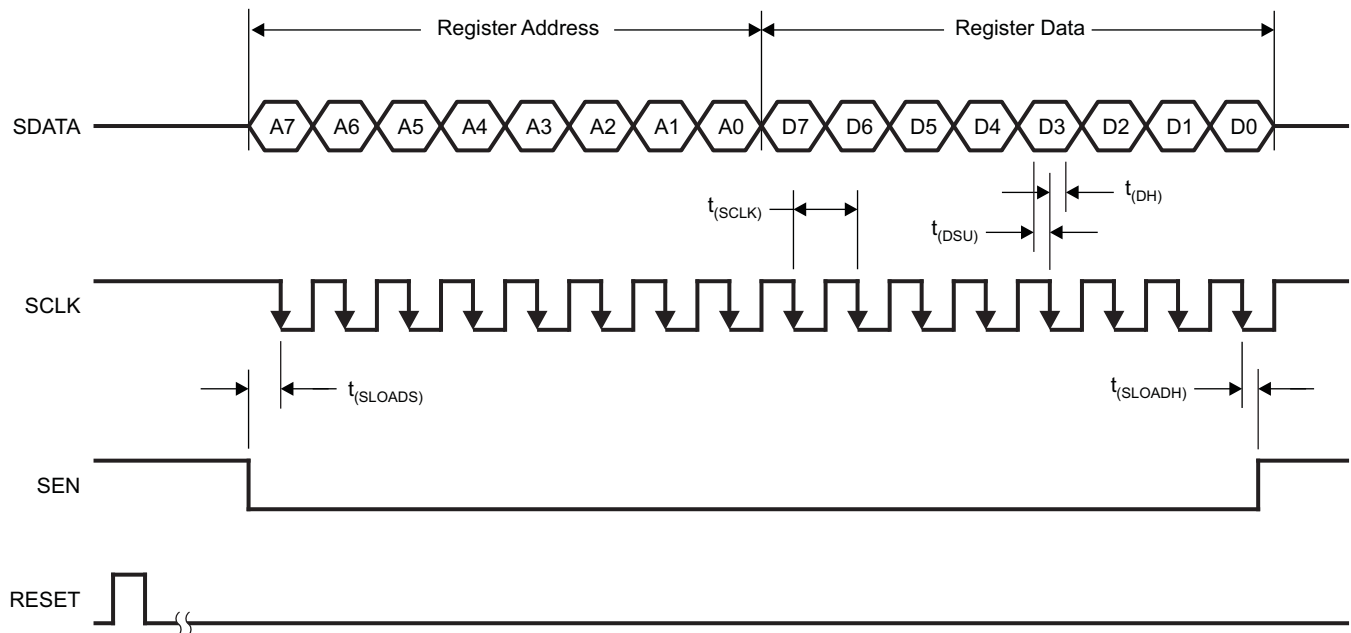 Register Address
Register Data
SDATA
A7 A6 A5 A4 A3 A2 A1 A0 D7 D6 D5 D4 D3 D2 D1 D0
t(SCLK)
t(DH)
t(DSU)
SCLK
t(SLOADS)
t(SLOADH)
SEN
RESET